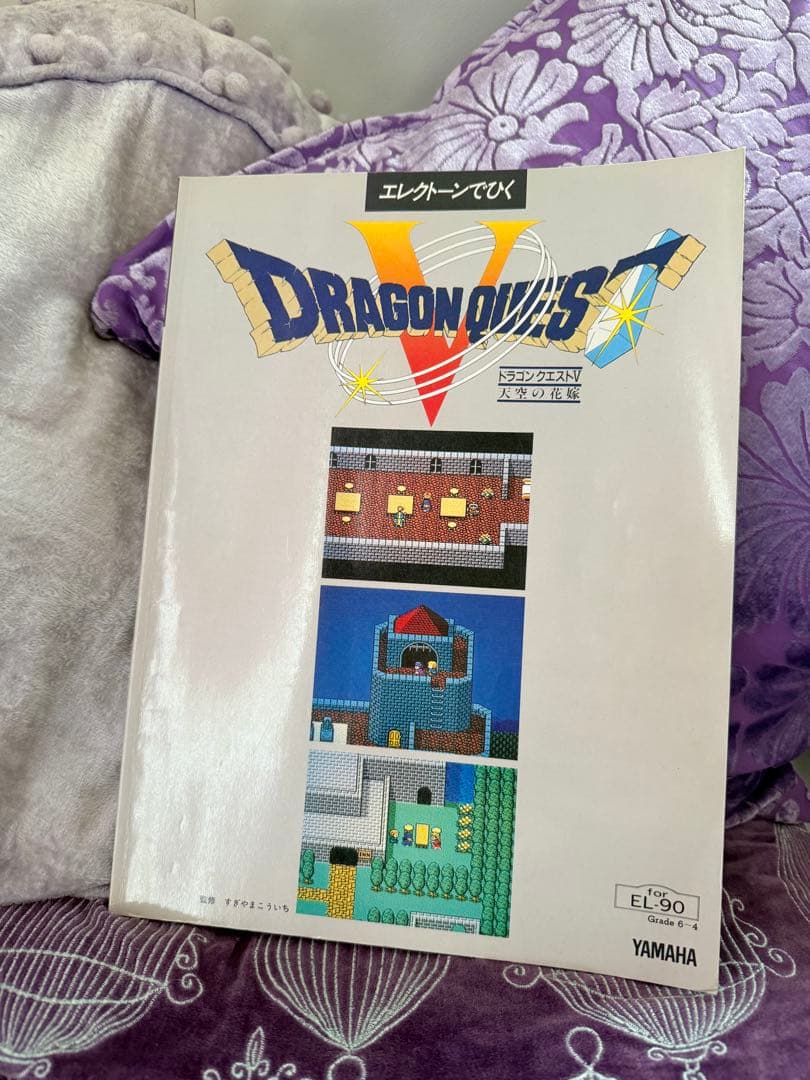 エレクトーンでひく
V
DRAGON QUEST
ドラゴンクエストV
天空の花嫁
INN
監修 すぎやまこういち
for
EL-90
Grade 6-4
YAMAHA